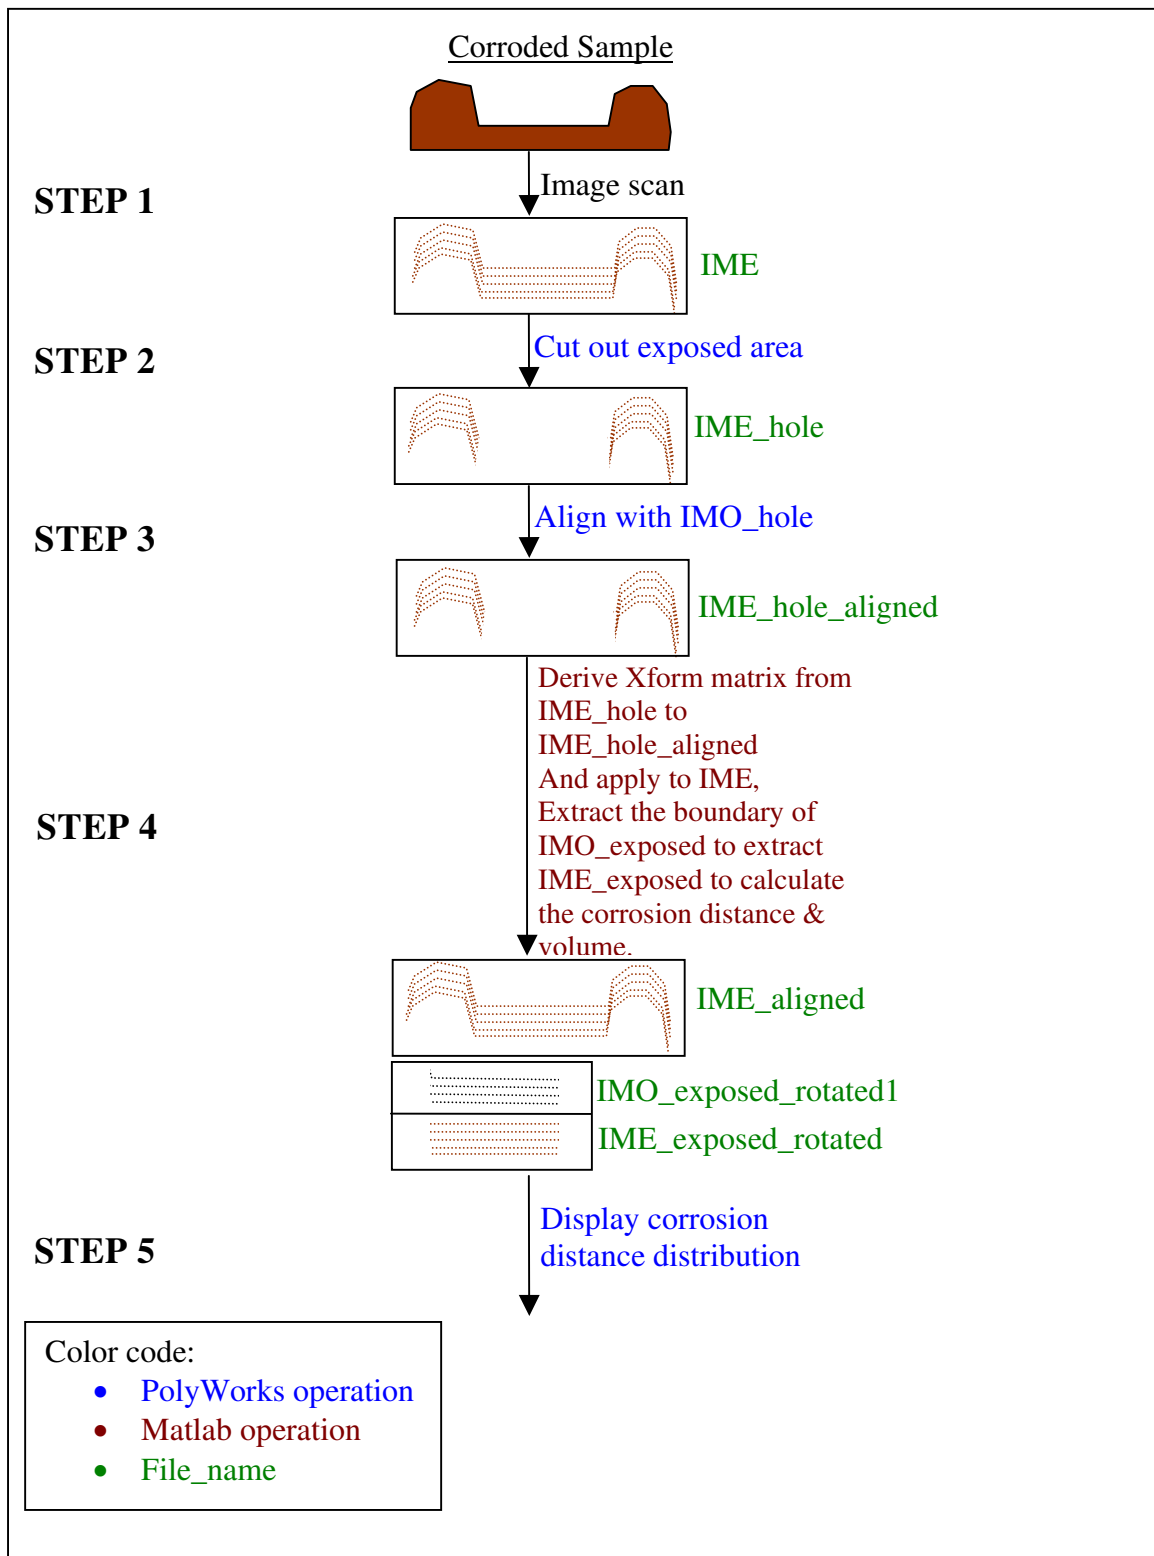 Corroded Sample
STEP 1
Image scan
IME
STEP 2
Cut out exposed area
IME_hole
STEP 3
Align with IMO_hole
IME_hole_aligned
STEP 4
Derive Xform matrix from
IME_hole to
IME_hole_aligned
And apply to IME,
Extract the boundary of
IMO_exposed to extract
IME_exposed to calculate
the corrosion distance &
volume.
IME_aligned
IMO_exposed_rotated1
IME_exposed_rotated
STEP 5
Display corrosion
distance distribution
Color code:
• PolyWorks operation
• Matlab operation
• File_name